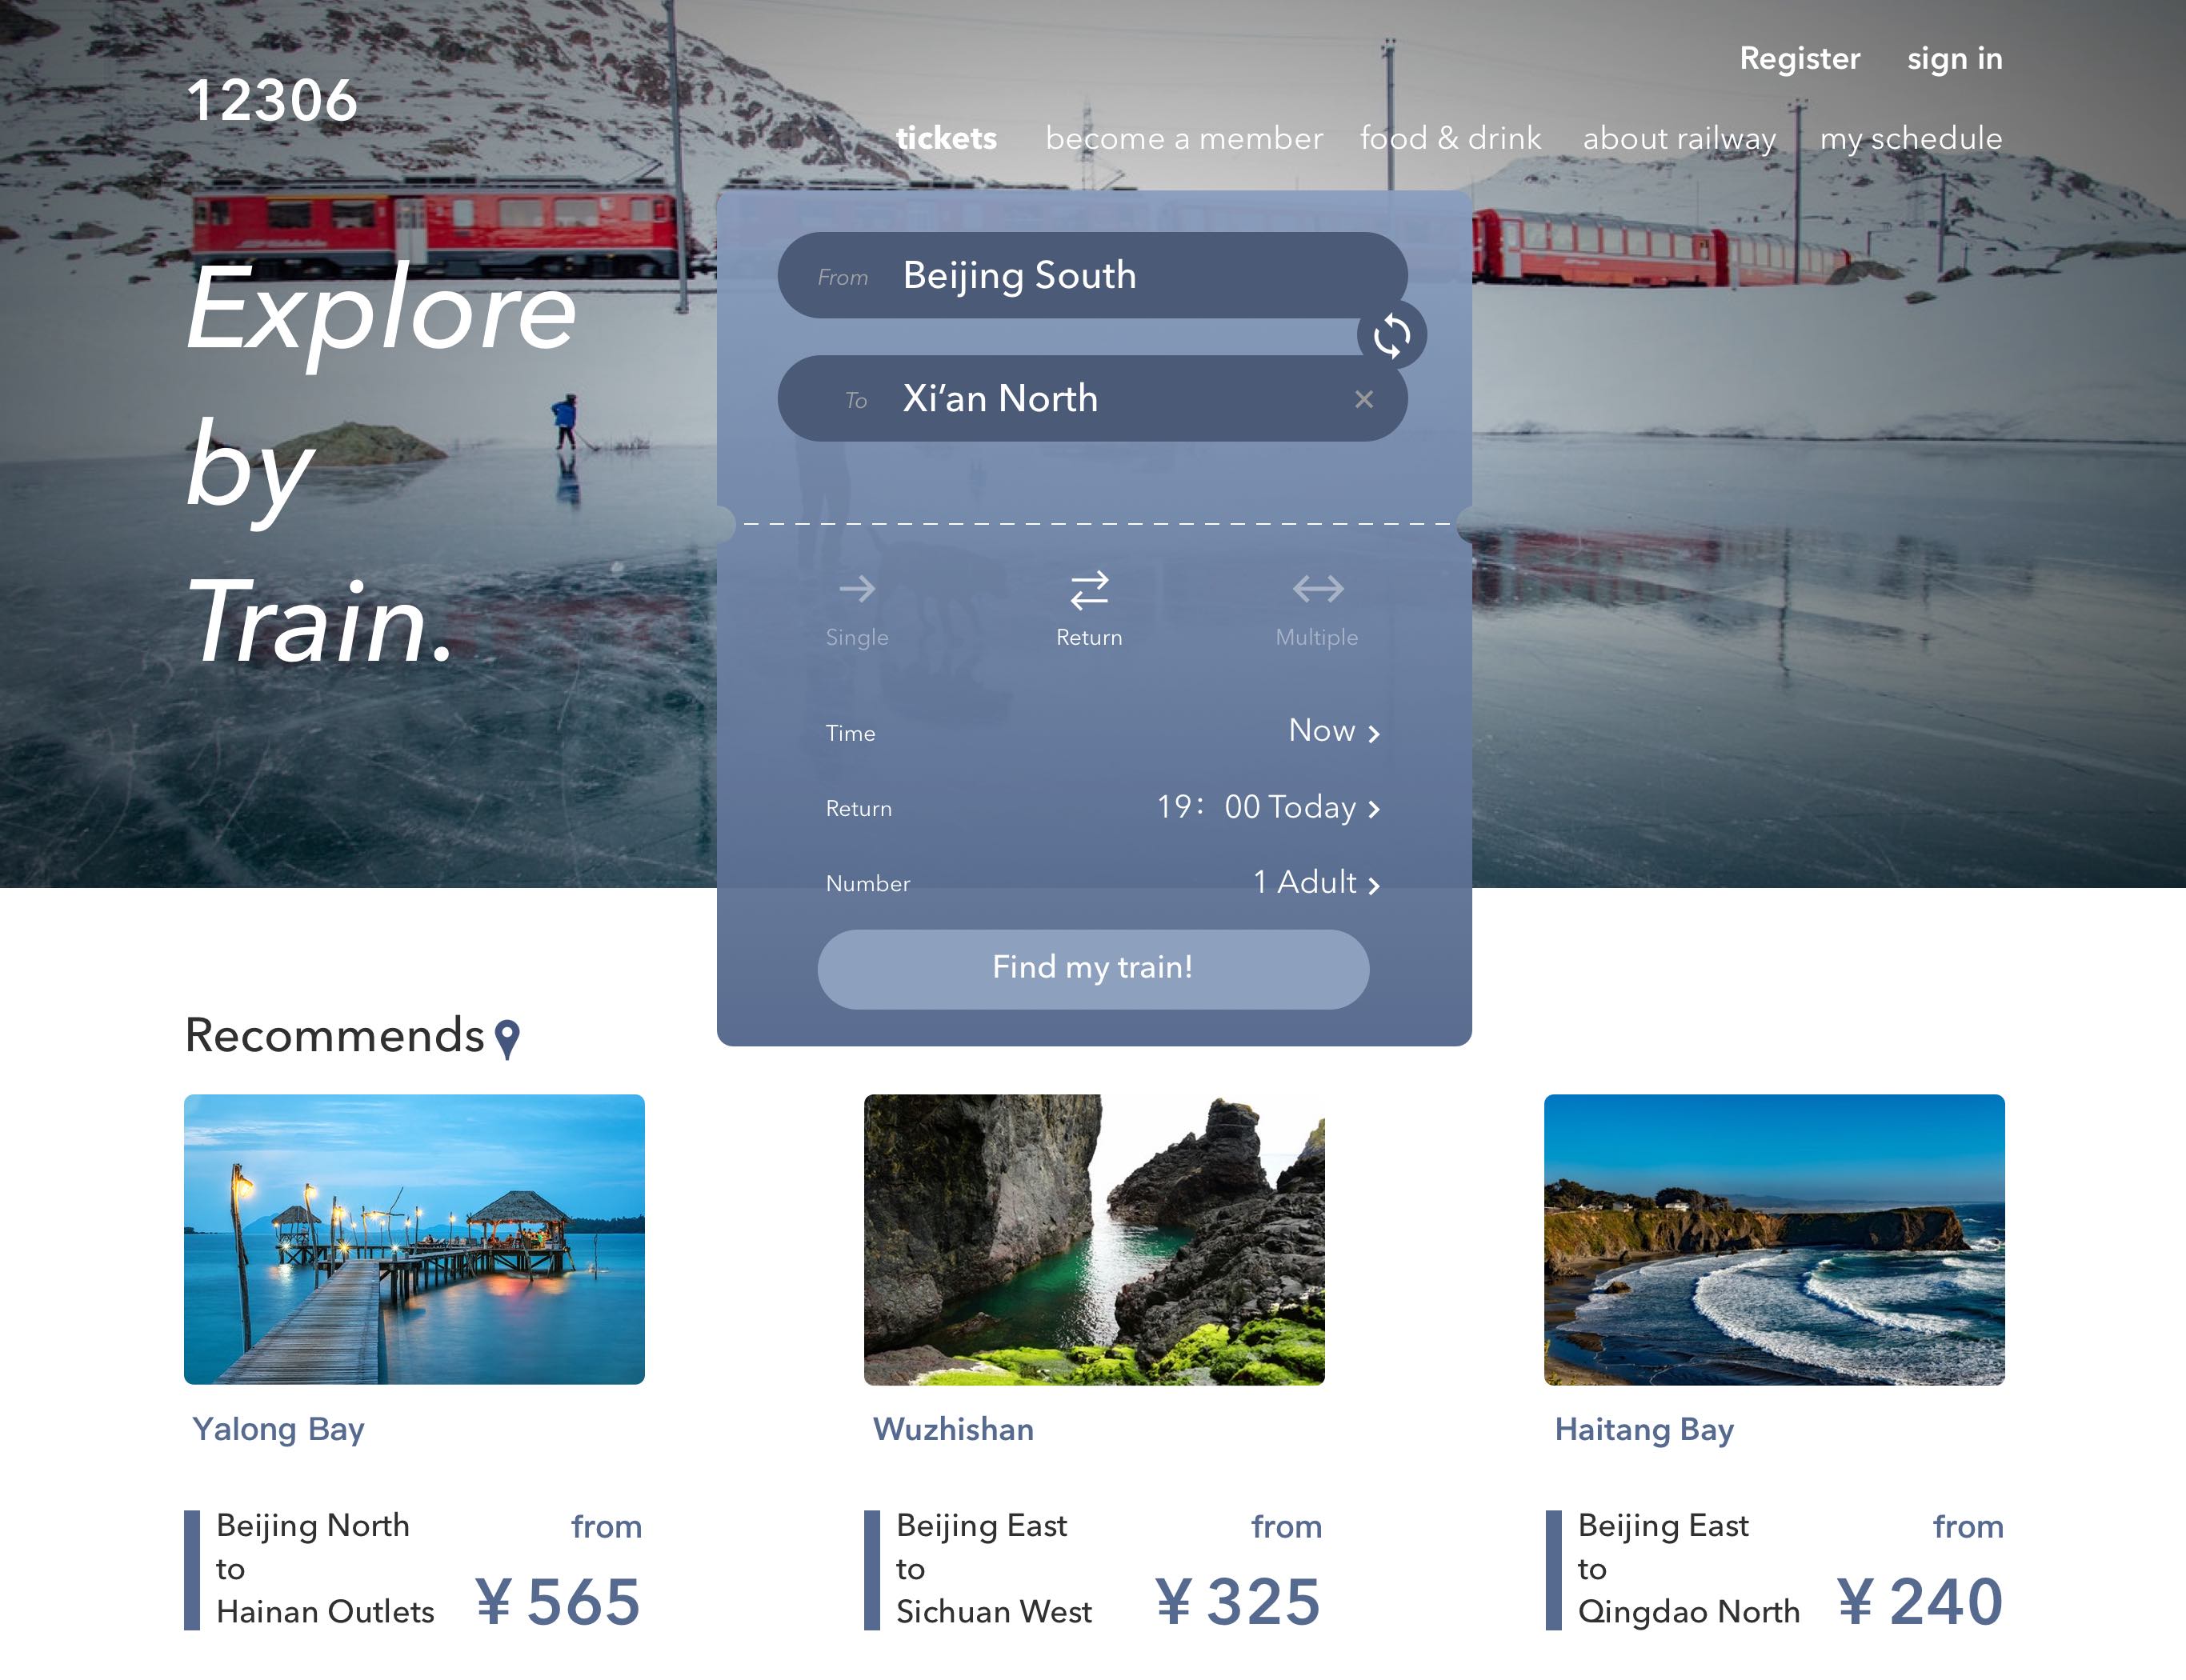 Register sign in
12306
tickets become a member food & drink about railway my schedule
Explore
by
Train.
From Beijing South
To Xi’an North
Single Return Multiple
Time Now
Return 19：00 Today
Number 1 Adult
Find my train!
Recommends
Yalong Bay
Beijing North
to
Hainan Outlets
from
¥ 565
Wuzhishan
Beijing East
to
Sichuan West
from
¥ 325
Haitang Bay
Beijing East
to
Qingdao North
from
¥ 240